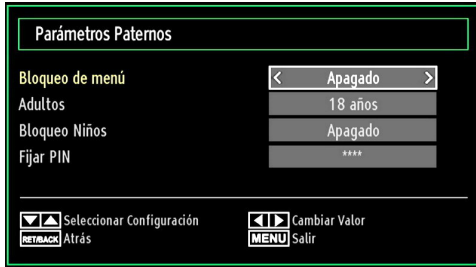 Parámetros Paternos
Bloqueo de menú < Apagado >
Adultos 18 años
Bloqueo Niños Apagado
Fijar PIN ****
Seleccionar Configuración Cambiar Valor
RET/BACK Atrás MENU Salir